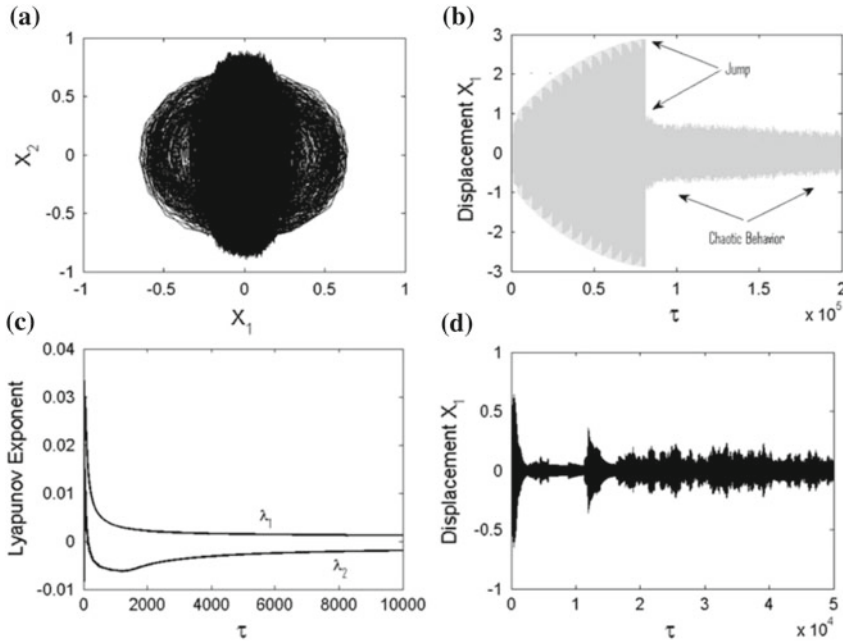 (a)
1
0.5
0
-0.5
-1
X2
-1
-0.5
0
0.5
1
X1
(b)
3
2
1
0
-1
-2
-3
Displacement X1
Jump
Chaotic Behavior
0
0.5
1
1.5
2
τ
x 10^5
(c)
0.04
0.03
0.02
0.01
0
-0.01
Lyapunov Exponent
λ1
λ2
0
2000
4000
6000
8000
10000
τ
(d)
1
0.5
0
-0.5
-1
Displacement X1
0
1
2
3
4
5
τ
x 10^4